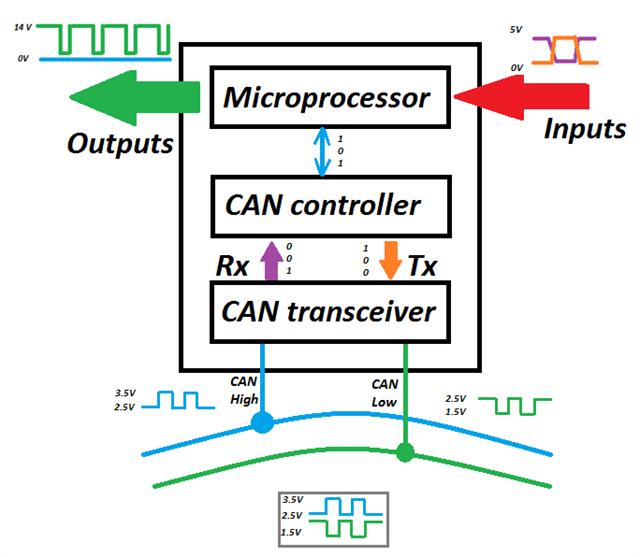 14 V
0V
5V
0V
Microprocessor
Outputs
Inputs
1
0
1
CAN controller
Rx
0
0
1
1
0
0
Tx
CAN transceiver
CAN
High
CAN
Low
3.5V
2.5V
2.5V
1.5V
3.5V
2.5V
1.5V